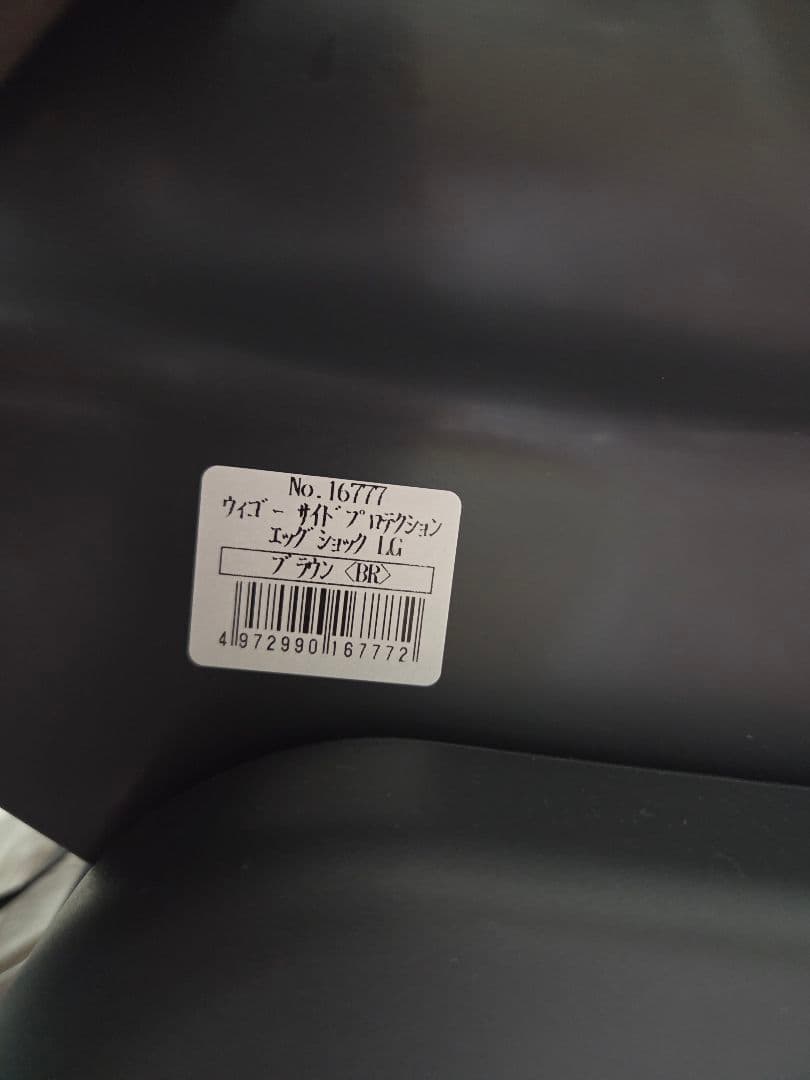 No.16777
ウィゴー サイドプロテクション
エッグショック LG
ブラウン〈BR〉
4972990167772